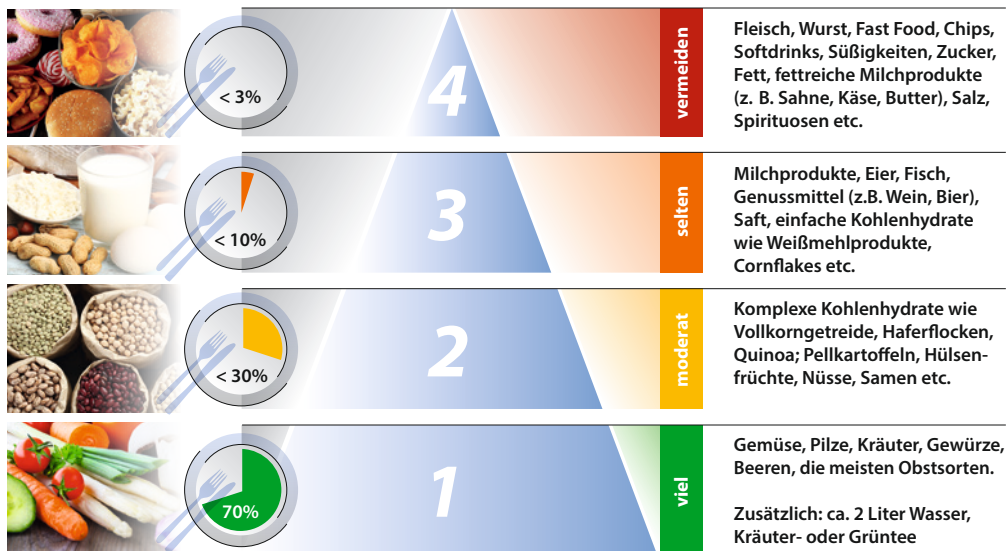 < 3%
4
vermeiden
Fleisch, Wurst, Fast Food, Chips,
Softdrinks, Süßigkeiten, Zucker,
Fett, fettreiche Milchprodukte
(z. B. Sahne, Käse, Butter), Salz,
Spirituosen etc.
< 10%
3
selten
Milchprodukte, Eier, Fisch,
Genussmittel (z.B. Wein, Bier),
Saft, einfache Kohlenhydrate
wie Weißmehlprodukte,
Cornflakes etc.
< 30%
2
moderat
Komplexe Kohlenhydrate wie
Vollkorngetreide, Haferflocken,
Quinoa; Pellkartoffeln, Hülsen-
früchte, Nüsse, Samen etc.
70%
1
viel
Gemüse, Pilze, Kräuter, Gewürze,
Beeren, die meisten Obstsorten.
Zusätzlich: ca. 2 Liter Wasser,
Kräuter- oder Grüntee